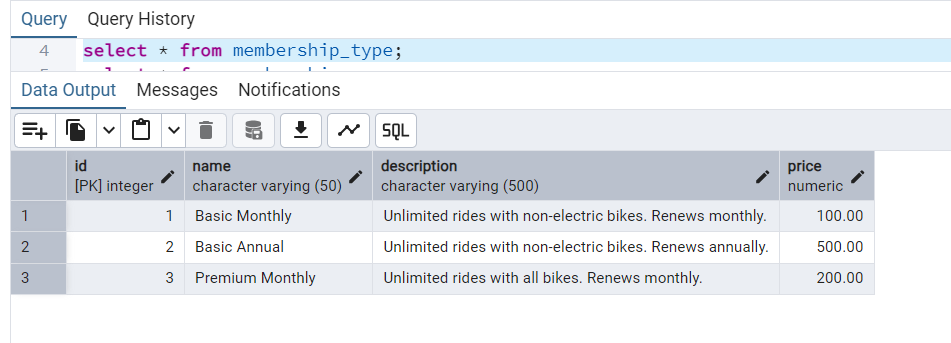 Query Query History
4 select * from membership_type;
Data Output Messages Notifications
SQL
id name description price
[PK] integer character varying (50) character varying (500) numeric
1 1 Basic Monthly Unlimited rides with non-electric bikes. Renews monthly. 100.00
2 2 Basic Annual Unlimited rides with non-electric bikes. Renews annually. 500.00
3 3 Premium Monthly Unlimited rides with all bikes. Renews monthly. 200.00